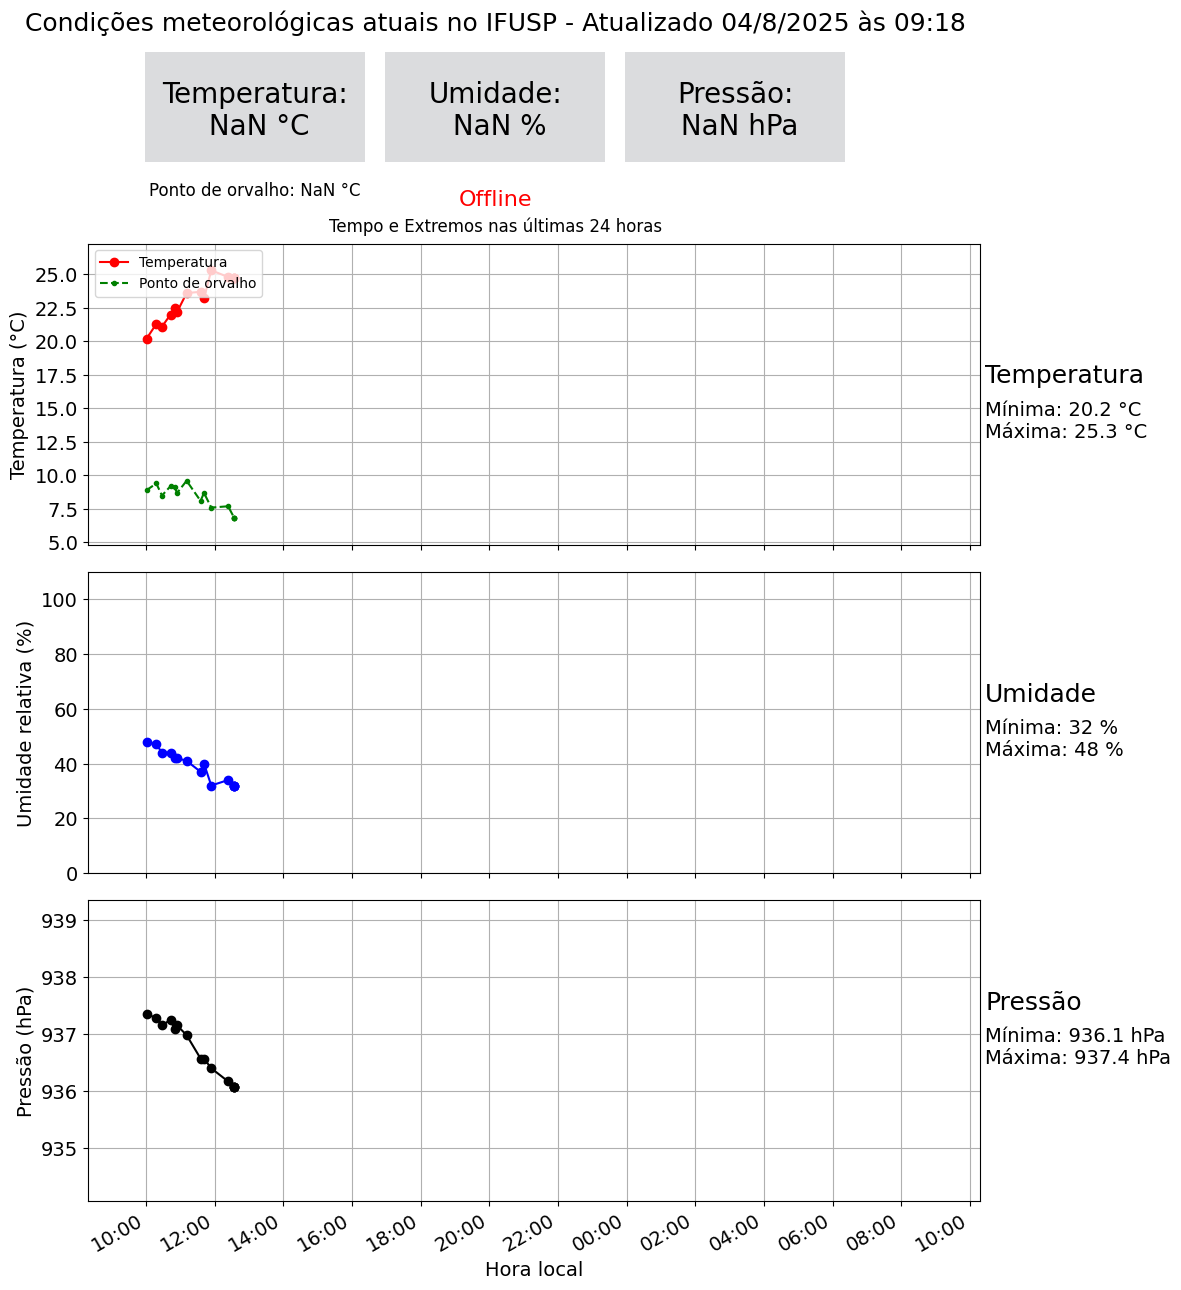 Condições meteorológicas atuais no IFUSP - Atualizado 04/8/2025 às 09:18
Temperatura:
NaN °C
Umidade:
NaN %
Pressão:
NaN hPa
Ponto de orvalho: NaN °C
Offline
Tempo e Extremos nas últimas 24 horas
Temperatura
Ponto de orvalho
Temperatura (°C)
25.0
22.5
20.0
17.5
15.0
12.5
10.0
7.5
5.0
Temperatura
Mínima: 20.2 °C
Máxima: 25.3 °C
Umidade relativa (%)
100
80
60
40
20
0
Umidade
Mínima: 32 %
Máxima: 48 %
Pressão (hPa)
939
938
937
936
935
Pressão
Mínima: 936.1 hPa
Máxima: 937.4 hPa
10:00 12:00 14:00 16:00 18:00 20:00 22:00 00:00 02:00 04:00 06:00 08:00 10:00
Hora local